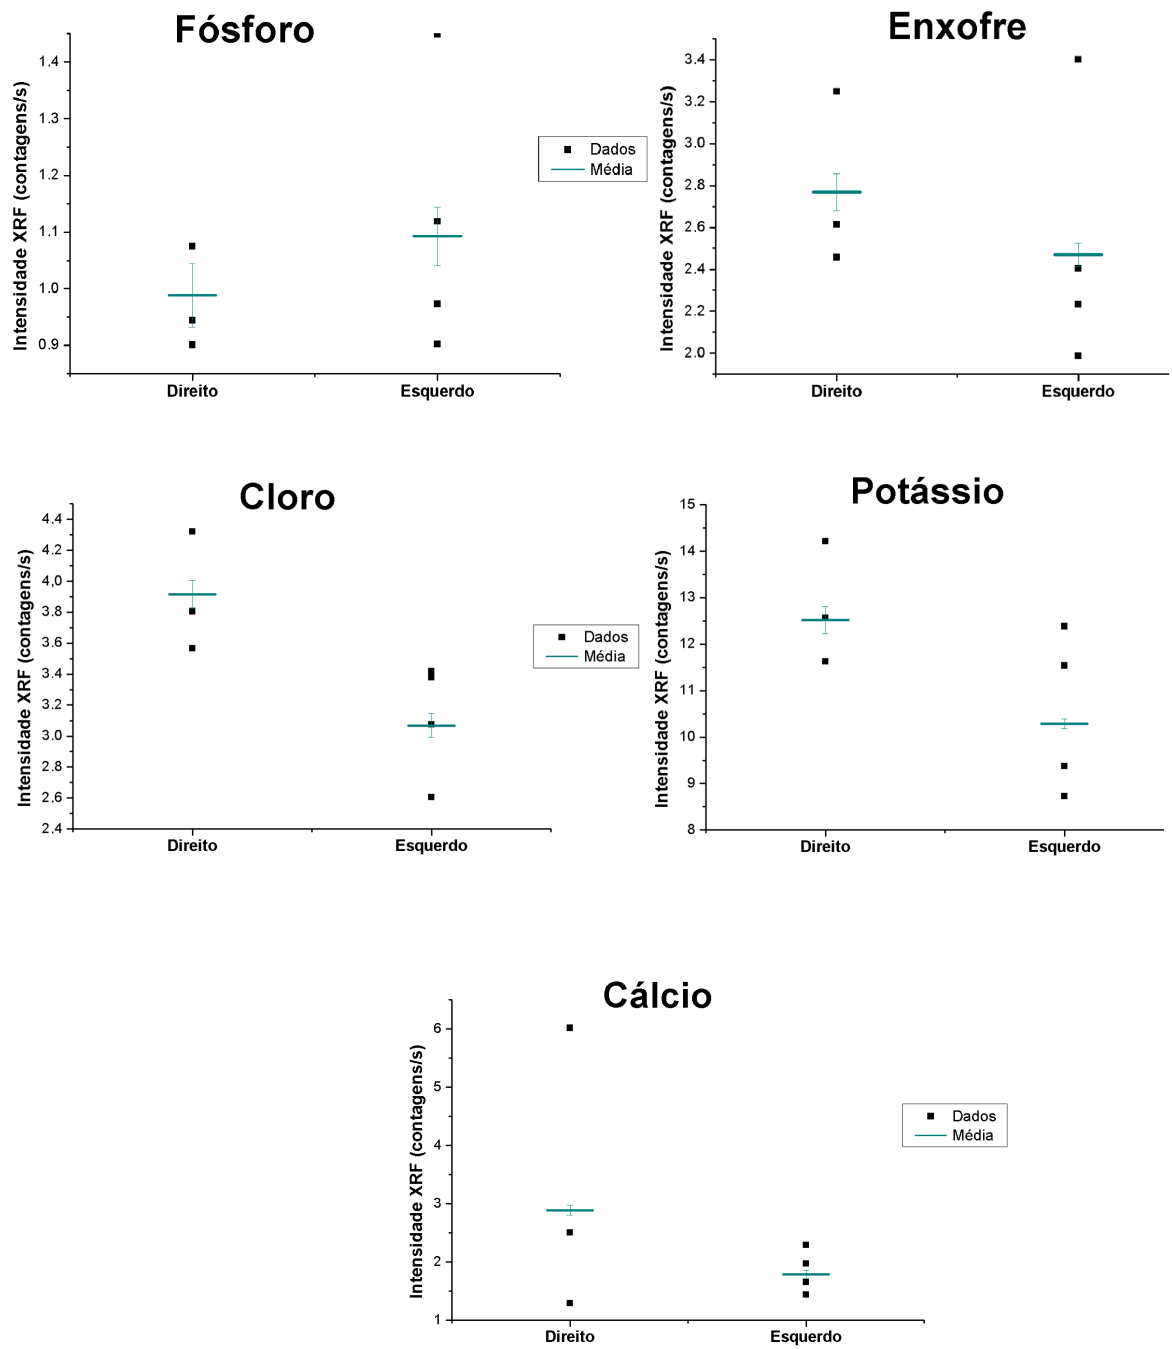 Fósforo
Intensidade XRF (contagens/s)
1.4
1.3
1.2
1.1
1.0
0.9
Direito
Esquerdo
Dados
Média
Enxofre
Intensidade XRF (contagens/s)
3.4
3.2
3.0
2.8
2.6
2.4
2.2
2.0
Direito
Esquerdo
Cloro
Intensidade XRF (contagens/s)
4.4
4.2
4,0
3.8
3.6
3.4
3.2
3.0
2.8
2.6
2.4
Direito
Esquerdo
Dados
Média
Potássio
Intensidade XRF (contagens/s)
15
14
13
12
11
10
9
8
Direito
Esquerdo
Cálcio
Intensidade XRF (contagens/s)
6
5
4
3
2
1
Direito
Esquerdo
Dados
Média